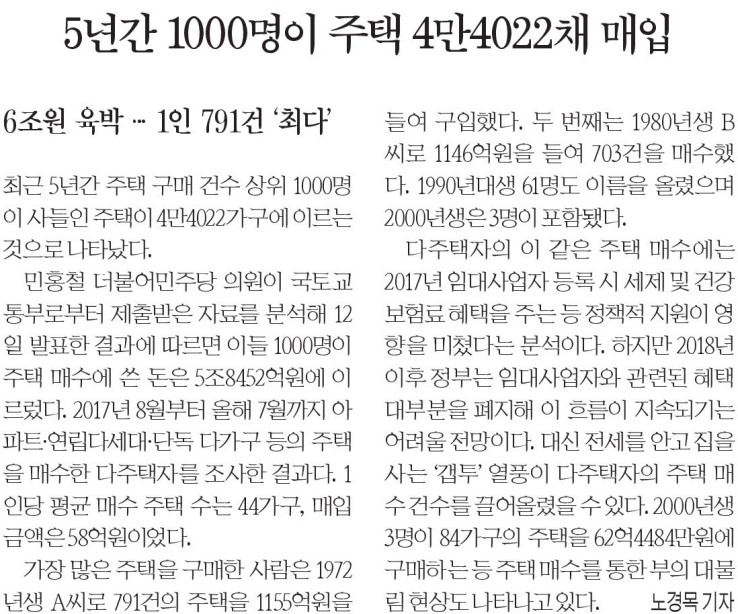 5년간 1000명이 주택 4만4022채 매입
6조원 육박 … 1인 791건 ‘최다’
최근 5년간 주택 구매 건수 상위 1000명
이 사들인 주택이 4만4022가구에 이르는
것으로 나타났다.
민홍철 더불어민주당 의원이 국토교
통부로부터 제출받은 자료를 분석해 12
일 발표한 결과에 따르면 이들 1000명이
주택 매수에 쓴 돈은 5조8452억원에 이
르렀다. 2017년 8월부터 올해 7월까지 아
파트·연립다세대·단독 다가구 등의 주택
을 매수한 다주택자를 조사한 결과다. 1
인당 평균 매수 주택 수는 44가구, 매입
금액은 58억원이었다.
가장 많은 주택을 구매한 사람은 1972
년생 A씨로 791건의 주택을 1155억원을
들여 구입했다. 두 번째는 1980년생 B
씨로 1146억원을 들여 703건을 매수했
다. 1990년대생 61명도 이름을 올렸으며
2000년생은 3명이 포함됐다.
다주택자의 이 같은 주택 매수에는
2017년 임대사업자 등록 시 세제 및 건강
보험료 혜택을 주는 등 정책적 지원이 영
향을 미쳤다는 분석이다. 하지만 2018년
이후 정부는 임대사업자와 관련된 혜택
대부분을 폐지해 이 흐름이 지속되기는
어려울 전망이다. 대신 전세를 안고 집을
사는 ‘갭투’ 열풍이 다주택자의 주택 매
수 건수를 끌어올렸을 수 있다. 2000년생
3명이 84가구의 주택을 62억4484만원에
구매하는 등 주택 매수를 통한 부의 대물
림 현상도 나타나고 있다. 노경목 기자